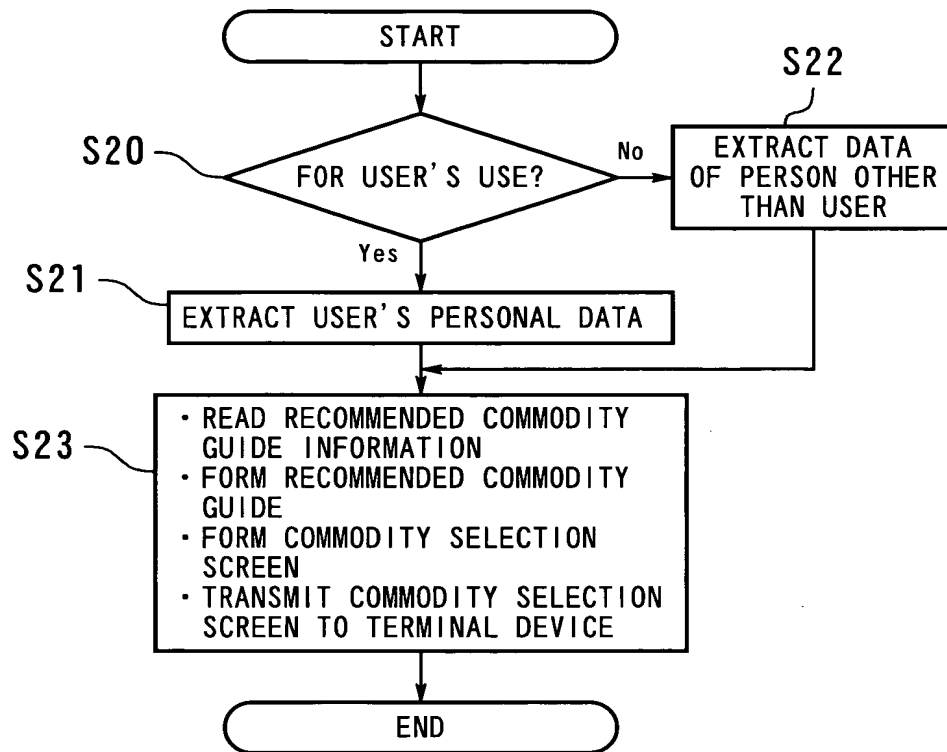 START
S22
S20
FOR USER'S USE?
No
EXTRACT DATA
OF PERSON OTHER
THAN USER
Yes
S21
EXTRACT USER'S PERSONAL DATA
S23
・READ RECOMMENDED COMMODITY
GUIDE INFORMATION
・FORM RECOMMENDED COMMODITY
GUIDE
・FORM COMMODITY SELECTION
SCREEN
・TRANSMIT COMMODITY SELECTION
SCREEN TO TERMINAL DEVICE
END